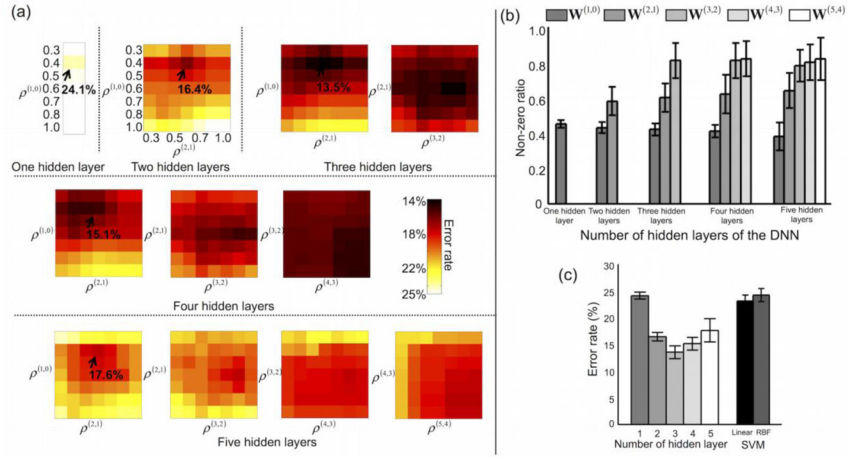 (a)
0.3
0.4
0.5
ρ(1,0) 0.6
0.7
0.8
1.0
24.1%
One hidden layer
0.3
0.4
0.5
ρ(1,0) 0.6
0.7
0.8
1.0
16.4%
0.3 0.5 0.7 1.0
ρ(2,1)
Two hidden layers
ρ(1,0)
13.5%
ρ(2,1)
ρ(2,1)
ρ(3,2)
Three hidden layers
ρ(1,0)
15.1%
ρ(2,1)
ρ(2,1)
ρ(3,2)
ρ(3,2)
ρ(4,3)
14%
18%
22%
25%
Error rate
Four hidden layers
ρ(1,0)
17.6%
ρ(2,1)
ρ(2,1)
ρ(3,2)
ρ(3,2)
ρ(4,3)
ρ(4,3)
ρ(5,4)
Five hidden layers
(b)
W(1,0) W(2,1) W(3,2) W(4,3) W(5,4)
Non-zero ratio
1.0
0.8
0.6
0.4
0.2
0
One hidden layer
Two hidden layers
Three hidden layers
Four hidden layers
Five hidden layers
Number of hidden layers of the DNN
(c)
Error rate (%)
30
25
20
15
10
5
0
1 2 3 4 5
Number of hidden layer
Linear RBF
SVM